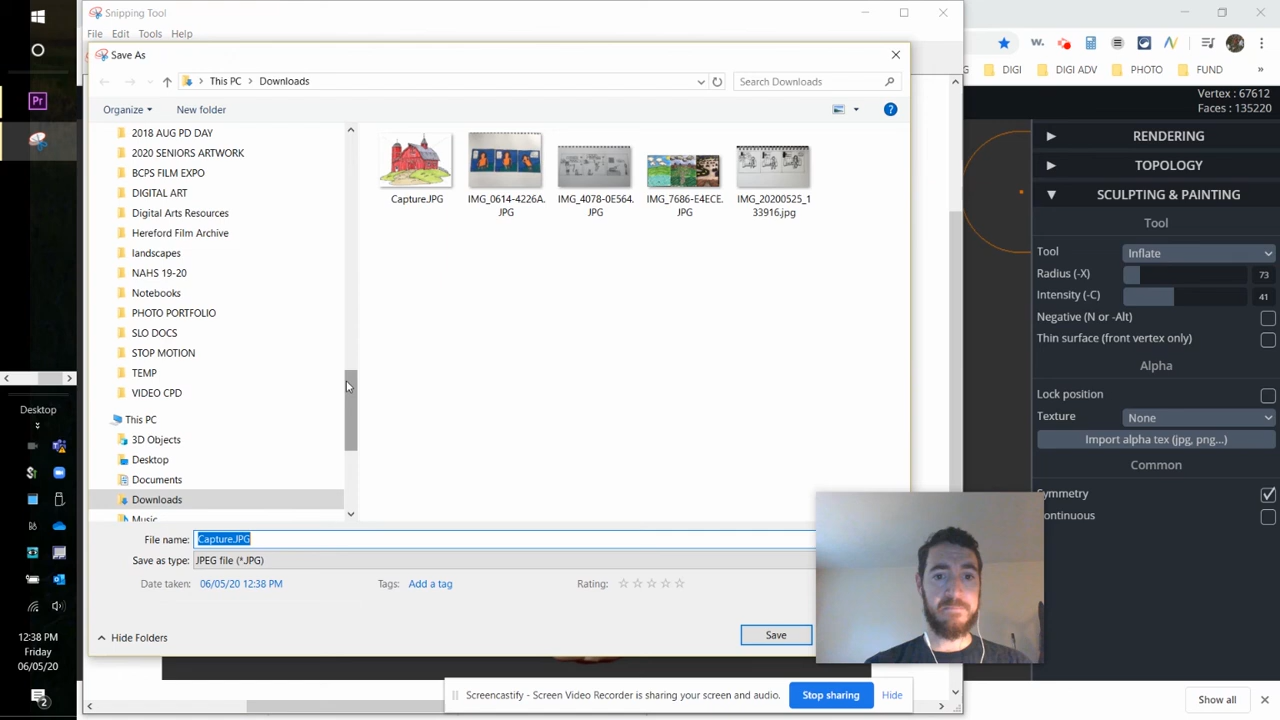 Snipping Tool
File Edit Tools Help
Save As
This PC > Downloads
Search Downloads
Organize
New folder
2018 AUG PD DAY
2020 SENIORS ARTWORK
BCPS FILM EXPO
DIGITAL ART
Digital Arts Resources
Hereford Film Archive
landscapes
NAHS 19-20
Notebooks
PHOTO PORTFOLIO
SLO DOCS
STOP MOTION
TEMP
VIDEO CPD
This PC
3D Objects
Desktop
Documents
Downloads
Music
Capture.JPG
IMG_0614-4226A.
JPG
IMG_4078-0E564.
JPG
IMG_7686-E4ECE.
JPG
IMG_20200525_1
33916.jpg
File name: Capture.JPG
Save as type: JPEG file (*.JPG)
Date taken: 06/05/20 12:38 PM
Tags: Add a tag
Rating:
Hide Folders
Save
Screencastify - Screen Video Recorder is sharing your screen and audio.
Stop sharing
Hide
Pr
Desktop
12:38 PM
Friday
06/05/20
2
w.
G DIGI DIGI ADV PHOTO FUND »
Vertex : 67612
Faces : 135220
RENDERING
TOPOLOGY
SCULPTING & PAINTING
Tool
Tool Inflate
Radius (-X) 73
Intensity (-C) 41
Negative (N or -Alt)
Thin surface (front vertex only)
Alpha
Lock position
Texture None
Import alpha tex (jpg, png...)
Common
Symmetry
ontinuous
Show all